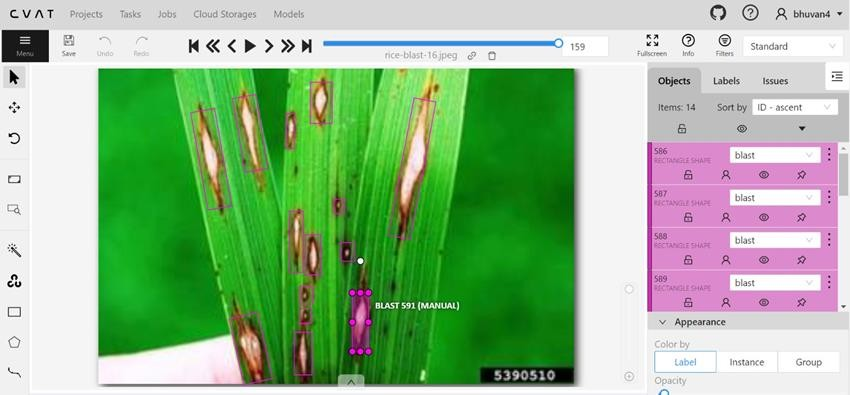 CVAT Projects Tasks Jobs Cloud Storages Models bhuvan4
Menu Save Undo Redo 159 Fullscreen Info Filters Standard
rice-blast-16.jpeg
Objects Labels Issues
Items: 14 Sort by ID - ascent
586 blast
RECTANGLE SHAPE
587 blast
RECTANGLE SHAPE
588 blast
RECTANGLE SHAPE
589 blast
RECTANGLE SHAPE
BLAST 591 (MANUAL)
Appearance
Color by
Label Instance Group
Opacity
5390510